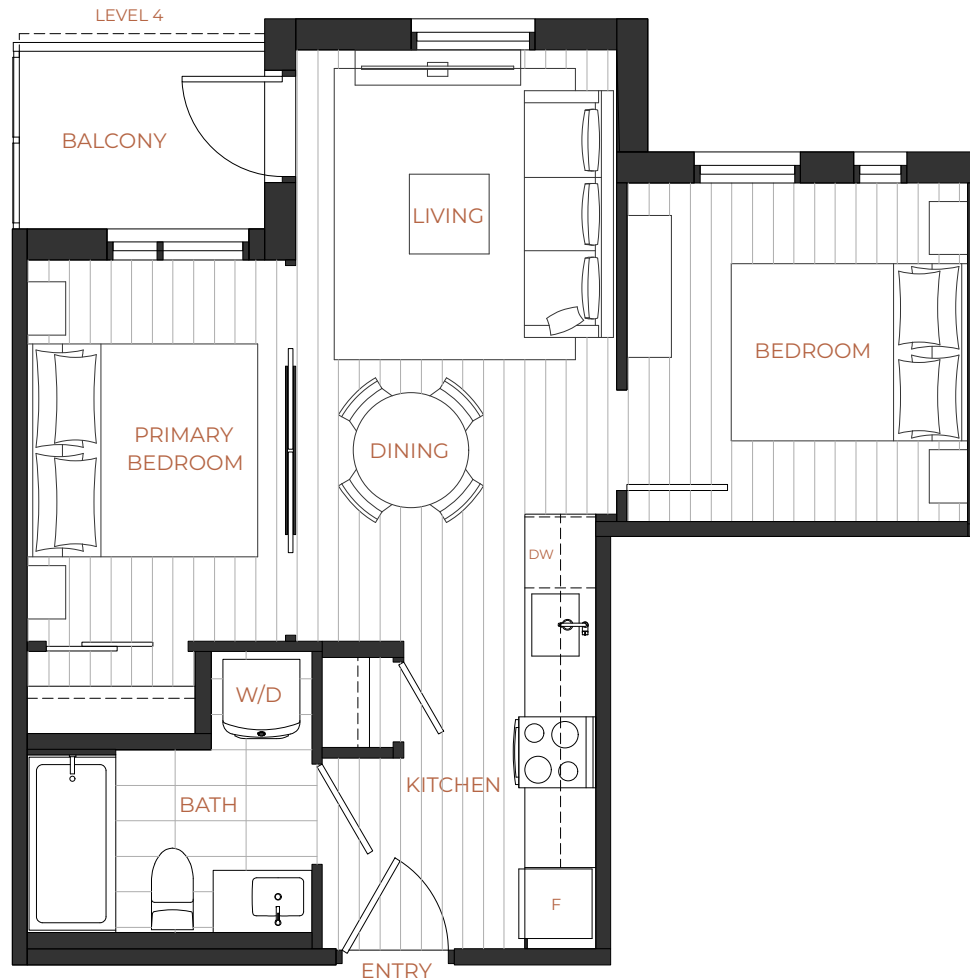 LEVEL 4
BALCONY
LIVING
BEDROOM
PRIMARY
BEDROOM
DINING
DW
W/D
KITCHEN
BATH
F
ENTRY